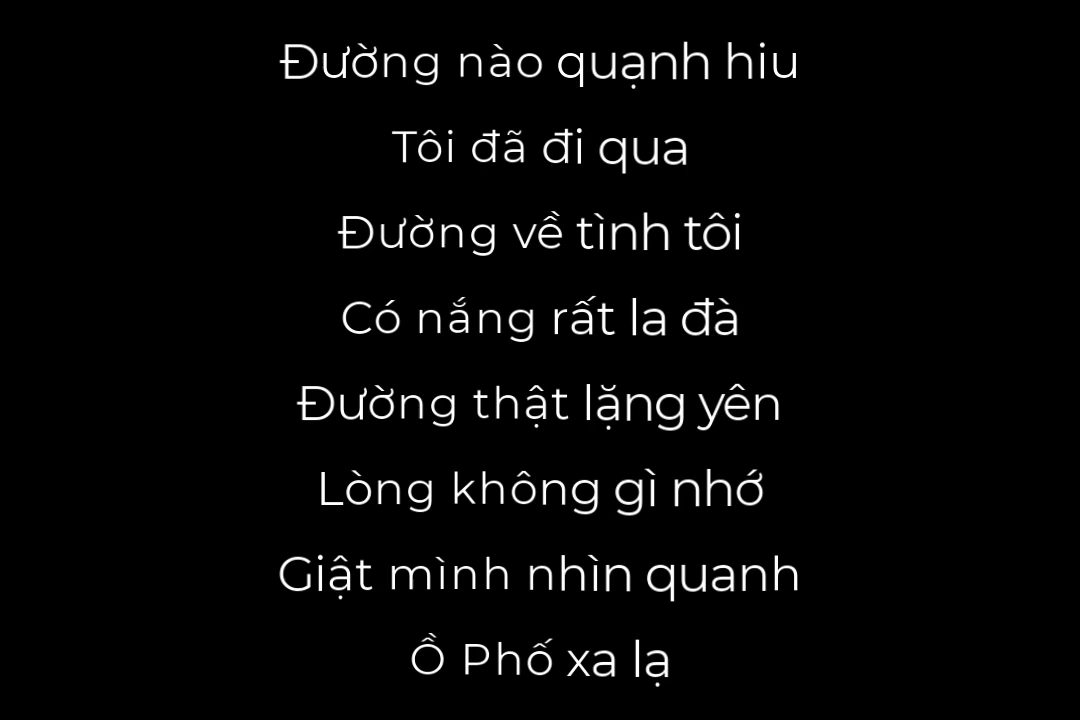 Đường nào quạnh hiu
Tôi đã đi qua
Đường về tình tôi
Có nắng rất la đà
Đường thật lặng yên
Lòng không gì nhớ
Giật mình nhìn quanh
Ồ Phố xa lạ